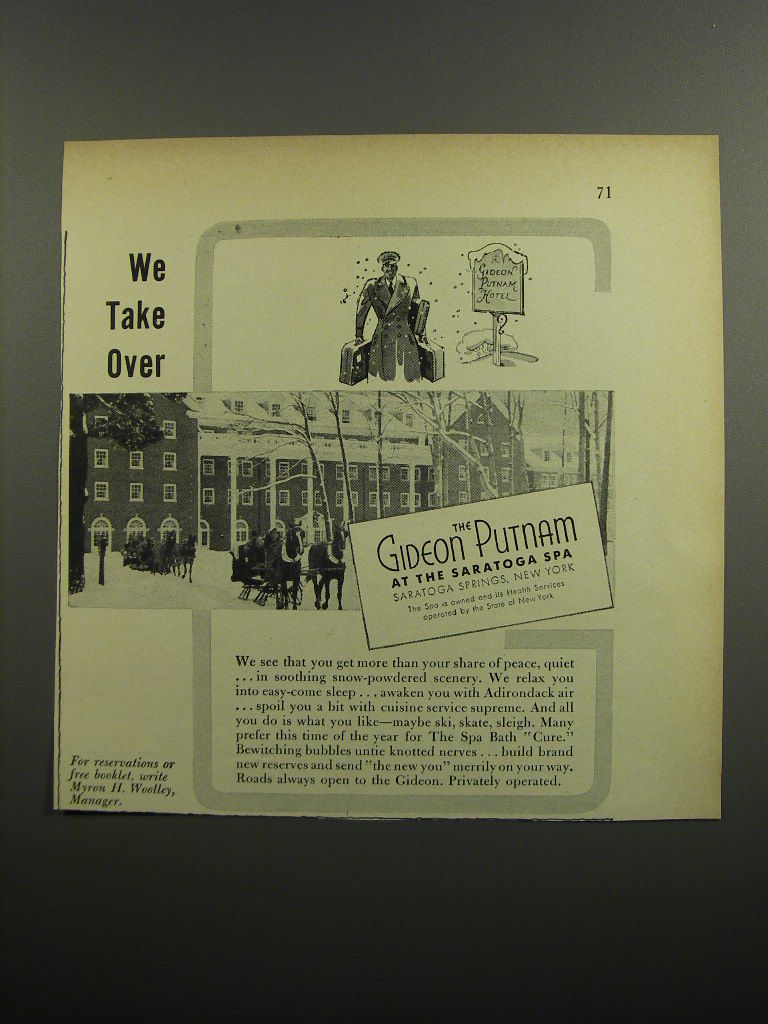 71
We
Take
Over
The
GIDEON
PUTNAM
HOTEL
THE
GIDEON PUTNAM
AT THE SARATOGA SPA
SARATOGA SPRINGS, NEW YORK
The Spa is owned and its Health Services
operated by the State of New York
We see that you get more than your share of peace, quiet
. . . in soothing snow-powdered scenery. We relax you
into easy-come sleep . . . awaken you with Adirondack air
. . . spoil you a bit with cuisine service supreme. And all
you do is what you like—maybe ski, skate, sleigh. Many
prefer this time of the year for The Spa Bath "Cure."
Bewitching bubbles untie knotted nerves . . . build brand
new reserves and send "the new you" merrily on your way.
Roads always open to the Gideon. Privately operated.
For reservations or
free booklet, write
Myron H. Woolley,
Manager.